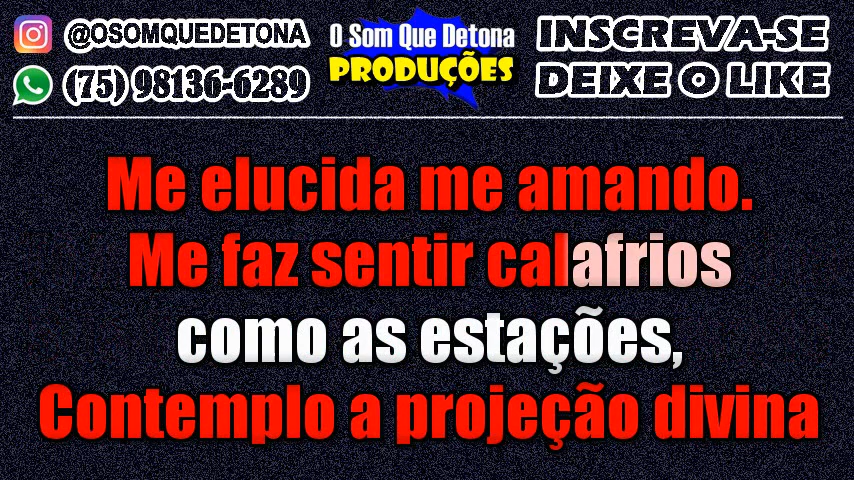 @OSOMQUEDETONA
(75) 98136-6289
O Som Que Detona
PRODUÇÕES
INSCREVA-SE
DEIXE O LIKE
Me elucida me amando.
Me faz sentir calafrios
como as estações,
Contemplo a projeção divina